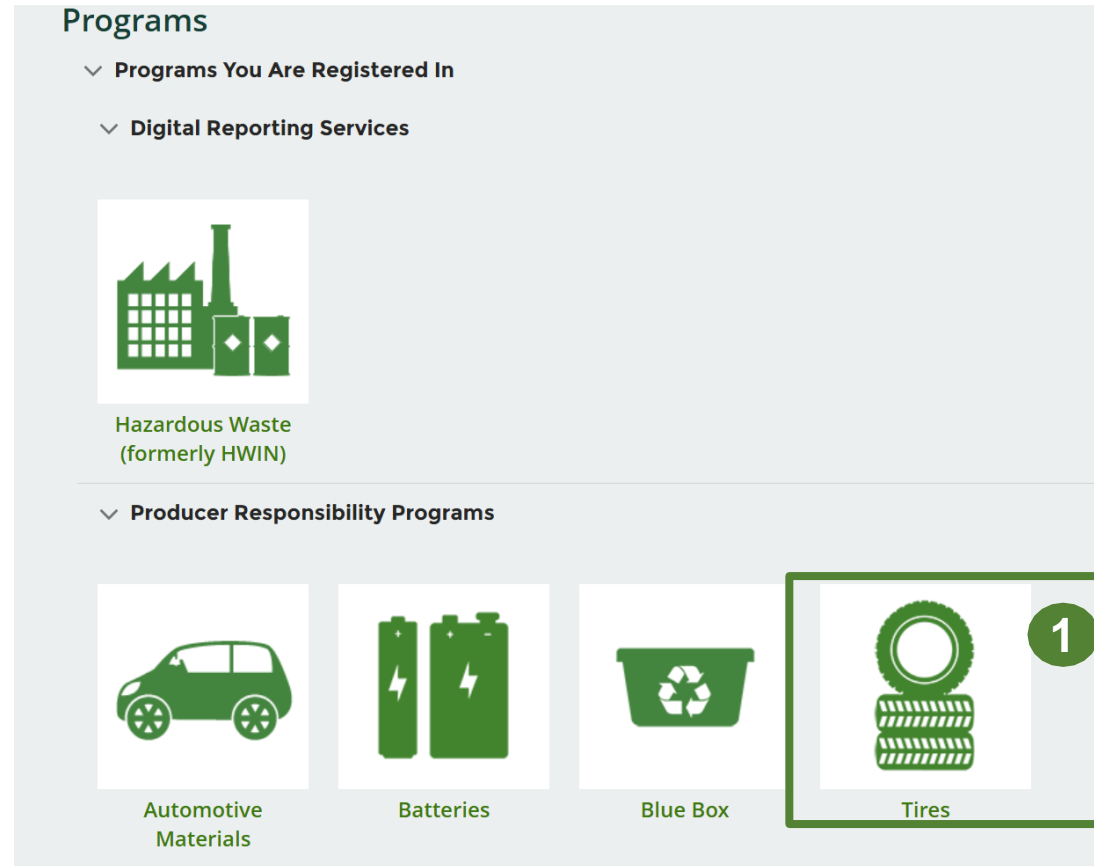 Programs
Programs You Are Registered In
Digital Reporting Services
Hazardous Waste
(formerly HWIN)
Producer Responsibility Programs
1
Automotive
Materials
Batteries
Blue Box
Tires